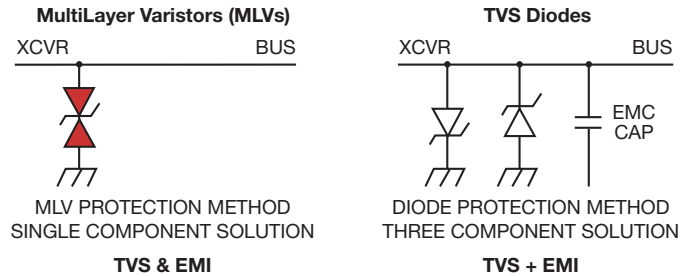 MultiLayer Varistors (MLVs)
XCVR BUS
MLV PROTECTION METHOD
SINGLE COMPONENT SOLUTION
TVS & EMI
TVS Diodes
XCVR BUS
EMC
CAP
DIODE PROTECTION METHOD
THREE COMPONENT SOLUTION
TVS + EMI